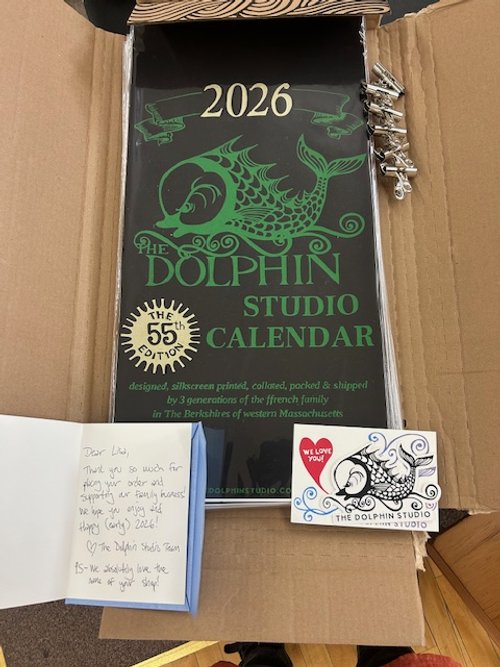 2026
THE
DOLPHIN
STUDIO
CALENDAR
THE
55th
EDITION
designed, silkscreen printed, collated, packed & shipped
by 3 generations of the ffrench family
in The Berkshires of western Massachusetts
DOLPHINSTUDIO.CO
Dear Lila,
Thank you so much for
placing your order and
supporting our family business!
We hope you enjoy and
Happy (early) 2026!
♡ The Dolphin Studio Team
PS- We absolutely love the
name of your shop!
WE LOVE
YOU!
THE DOLPHIN STUDIO
STUDIO